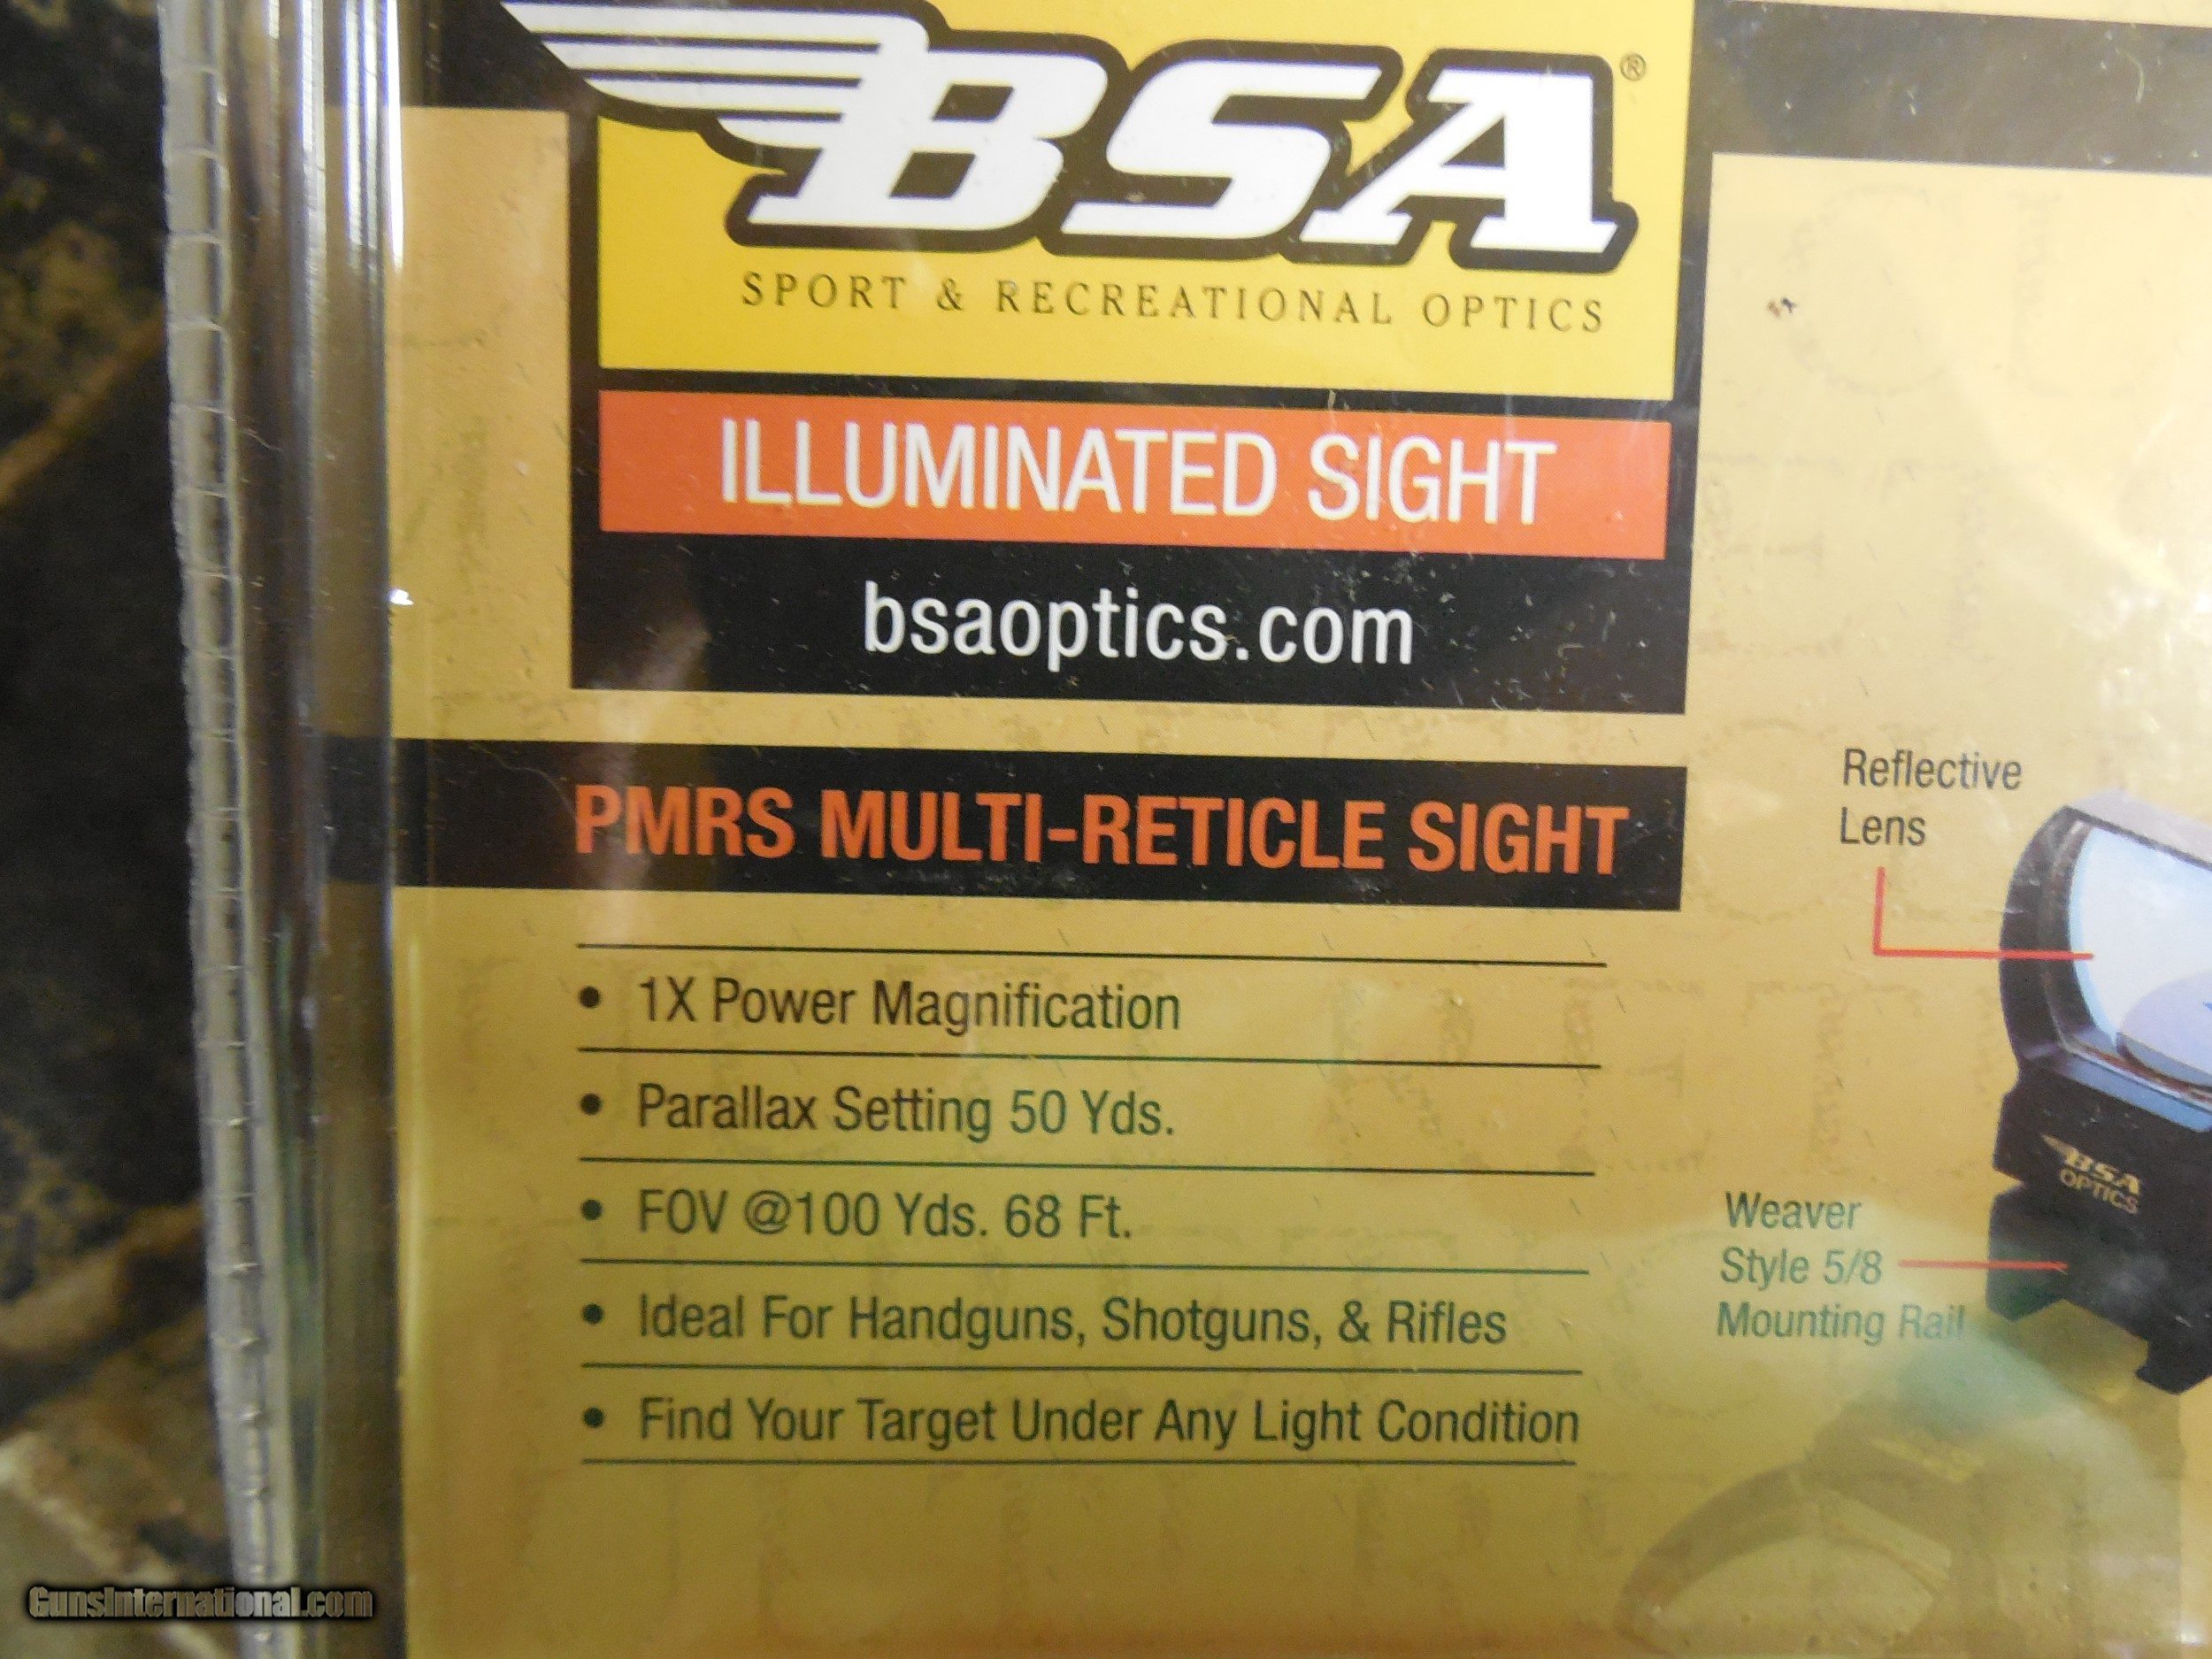 BSA®
SPORT & RECREATIONAL OPTICS
ILLUMINATED SIGHT
bsaoptics.com
PMRS MULTI-RETICLE SIGHT
• 1X Power Magnification
• Parallax Setting 50 Yds.
• FOV @100 Yds. 68 Ft.
• Ideal For Handguns, Shotguns, & Rifles
• Find Your Target Under Any Light Condition
Reflective
Lens
BSA
OPTICS
Weaver
Style 5/8
Mounting Rail
GunsInternational.com